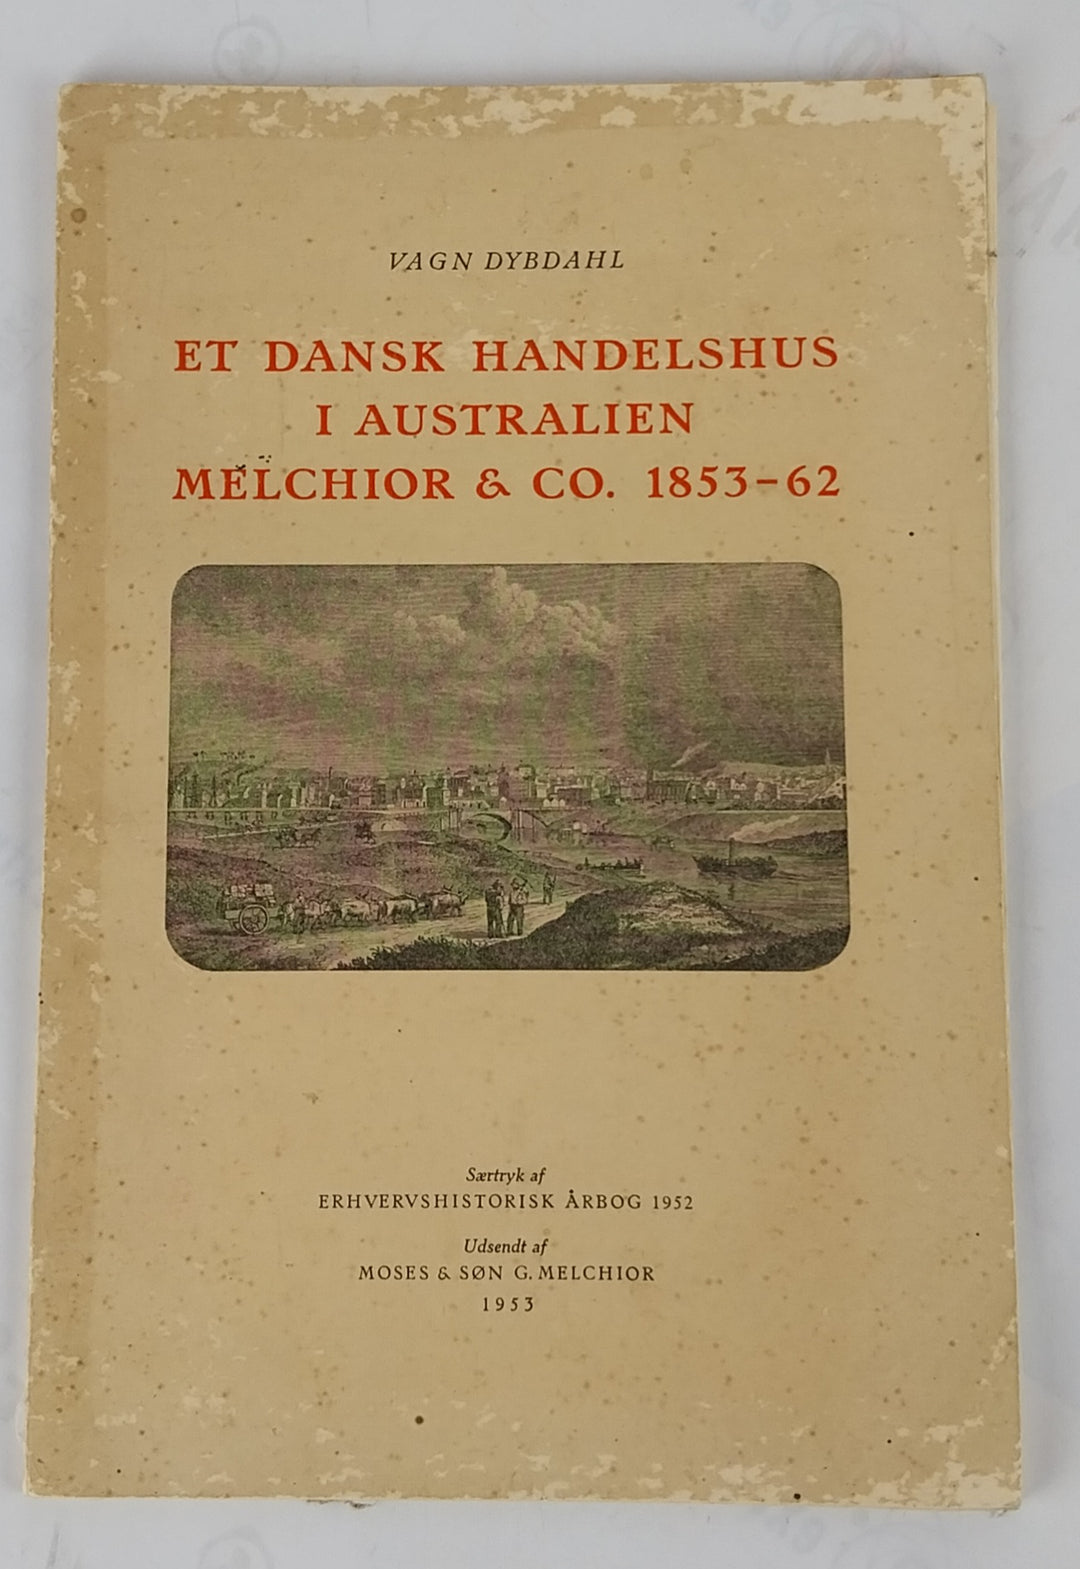 VAGN DYBDAHL
ET DANSK HANDELSHUS
I AUSTRALIEN
MELCHIOR & CO. 1853-62
Særtryk af
ERHVERVSHISTORISK ÅRBOG 1952
Udsendt af
MOSES & SØN G. MELCHIOR
1953